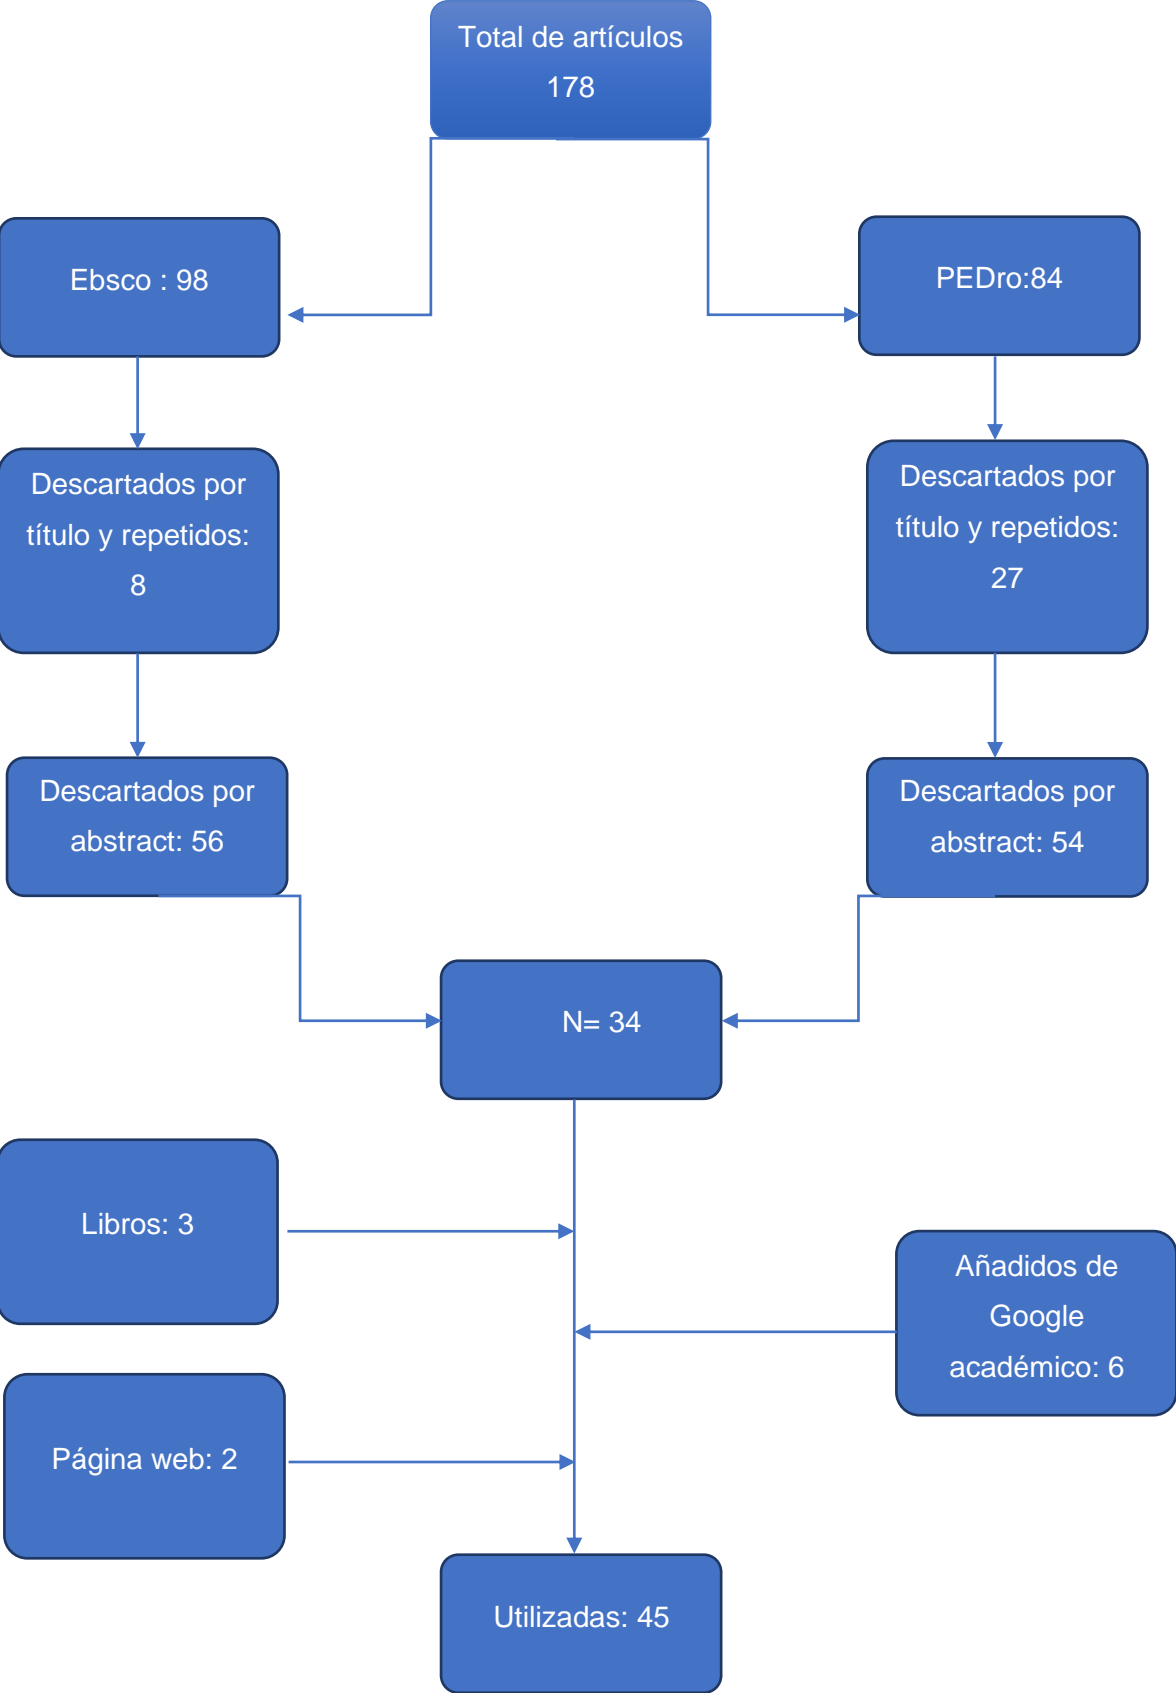 Total de artículos
178
Ebsco : 98
PEDro:84
Descartados por
título y repetidos:
8
Descartados por
título y repetidos:
27
Descartados por
abstract: 56
Descartados por
abstract: 54
N= 34
Libros: 3
Añadidos de
Google
académico: 6
Página web: 2
Utilizadas: 45